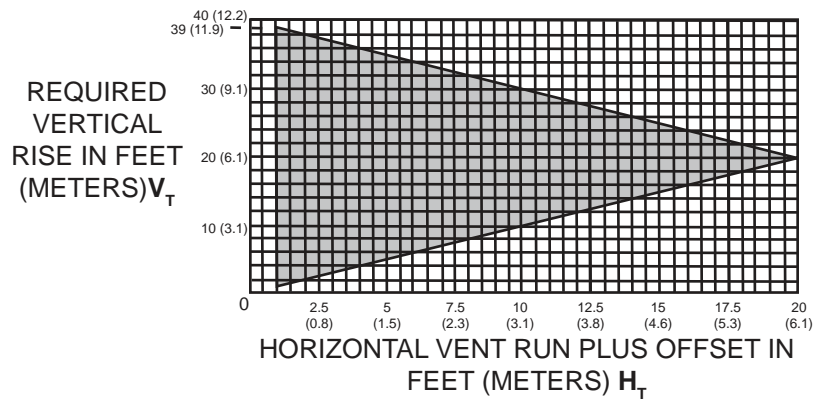 40 (12.2)
39 (11.9)
30 (9.1)
20 (6.1)
10 (3.1)
0
REQUIRED
VERTICAL
RISE IN FEET
(METERS)V_T
2.5 5 7.5 10 12.5 15 17.5 20
(0.8) (1.5) (2.3) (3.1) (3.8) (4.6) (5.3) (6.1)
HORIZONTAL VENT RUN PLUS OFFSET IN
FEET (METERS) H_T